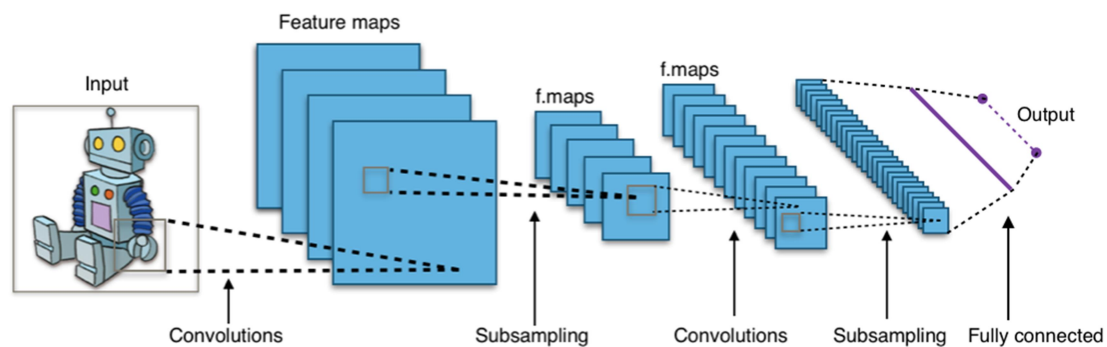 Feature maps
Input
f.maps
f.maps
Output
Convolutions
Subsampling
Convolutions
Subsampling
Fully connected